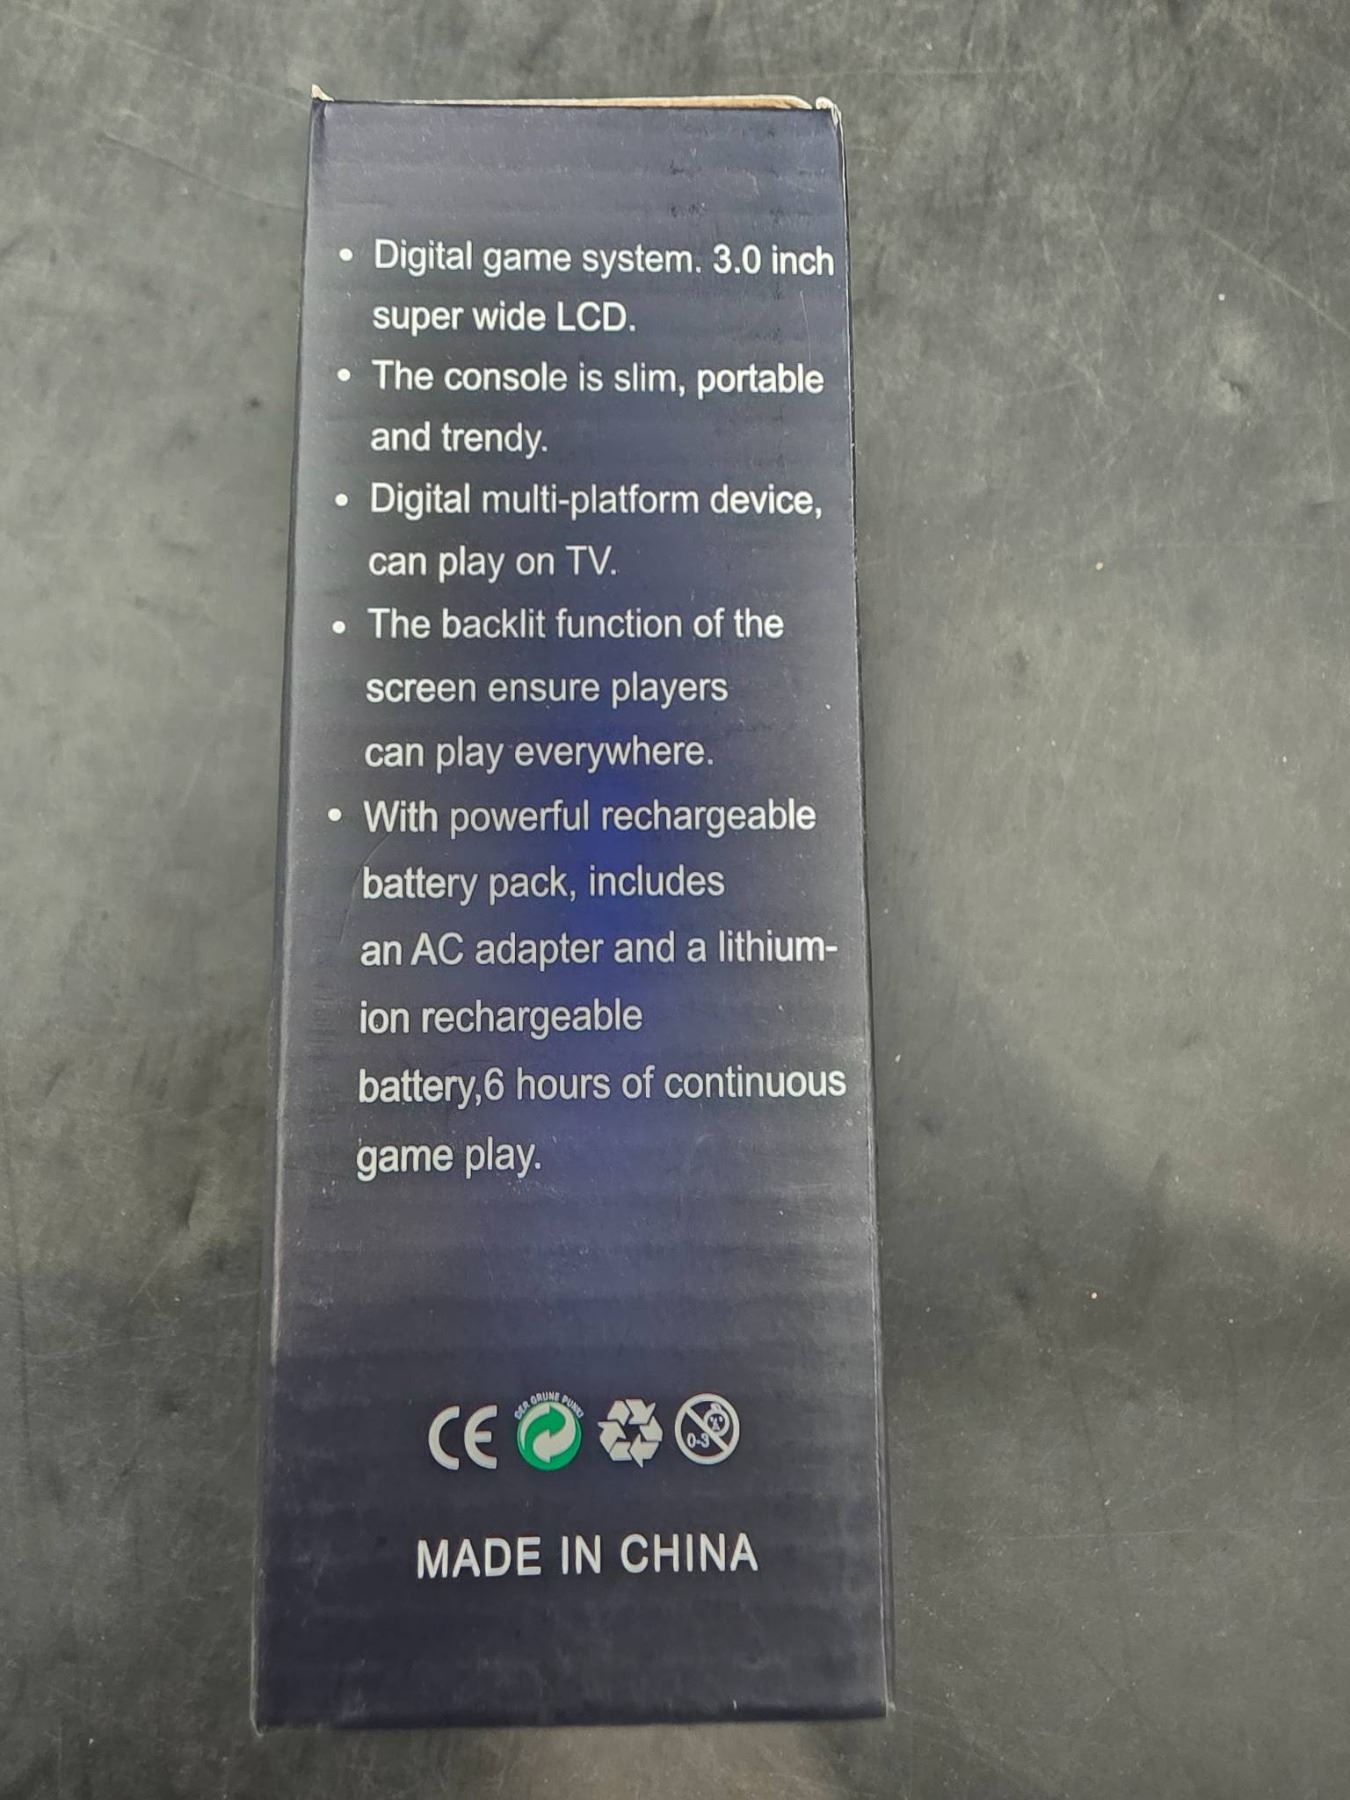 • Digital game system. 3.0 inch
super wide LCD.
• The console is slim, portable
and trendy.
• Digital multi-platform device,
can play on TV.
• The backlit function of the
screen ensure players
can play everywhere.
• With powerful rechargeable
battery pack, includes
an AC adapter and a lithium-
ion rechargeable
battery,6 hours of continuous
game play.
CE DER GRUNE PUNKT 0-3
MADE IN CHINA